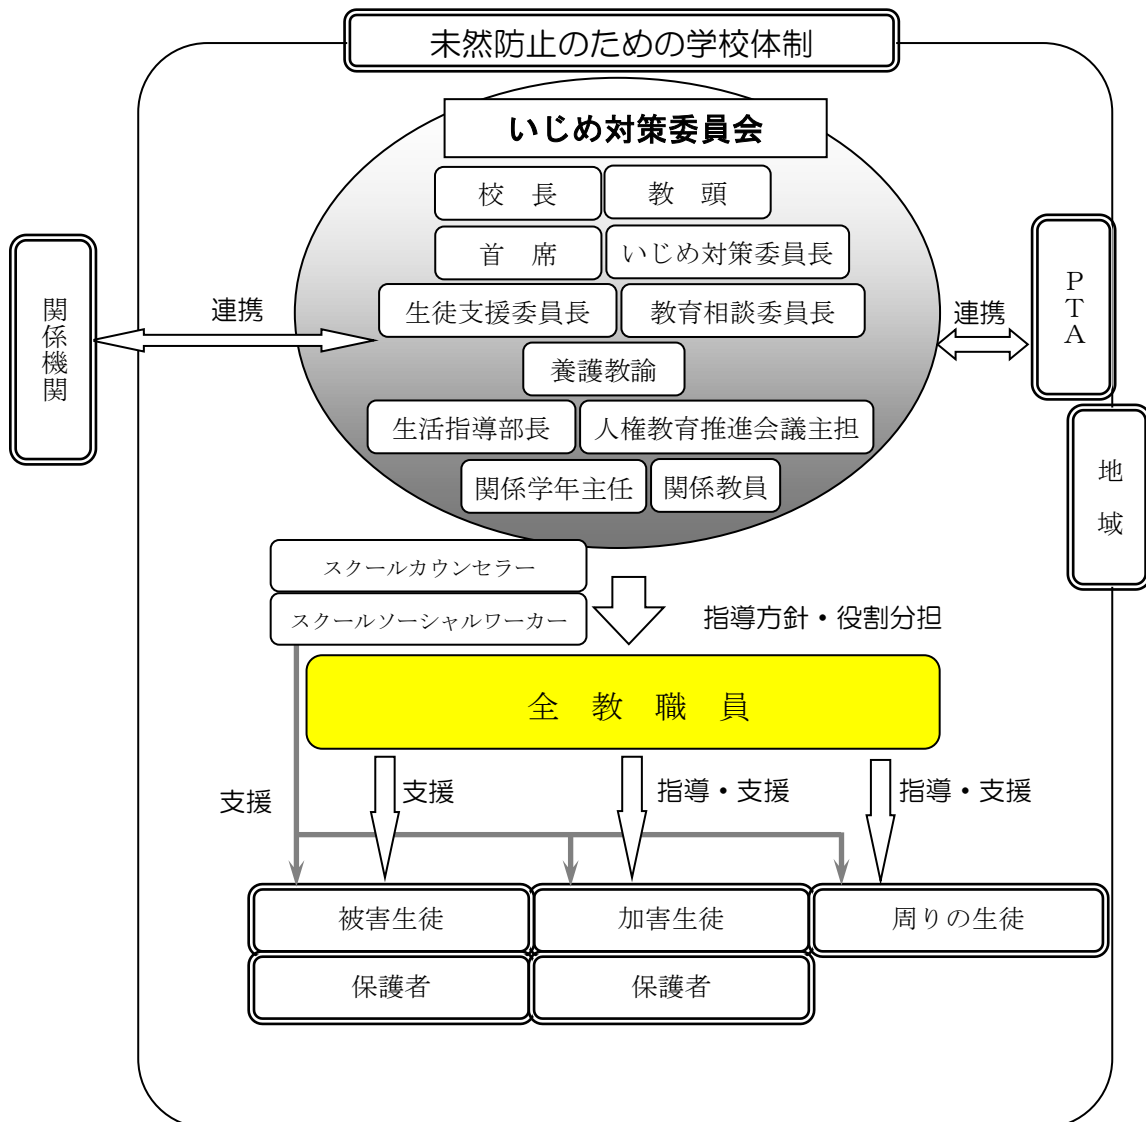 未然防止のための学校体制
いじめ対策委員会
校　長
教　頭
首　席
いじめ対策委員長
生徒支援委員長
教育相談委員長
養護教諭
生活指導部長
人権教育推進会議主担
関係学年主任
関係教員
関係機関
連携
連携
PTA
地域
スクールカウンセラー
スクールソーシャルワーカー
指導方針・役割分担
全　教　職　員
支援
支援
指導・支援
指導・支援
被害生徒
加害生徒
周りの生徒
保護者
保護者